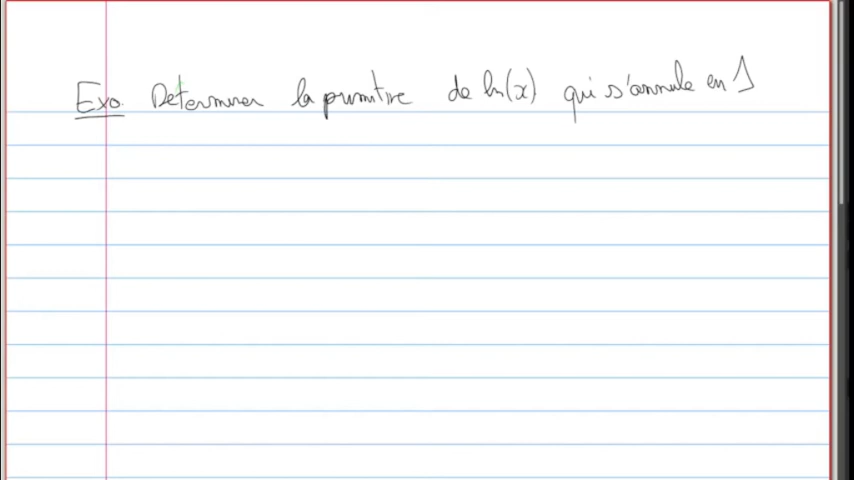 Exo. Déterminer la primitive de ln(x) qui s'annule en 1